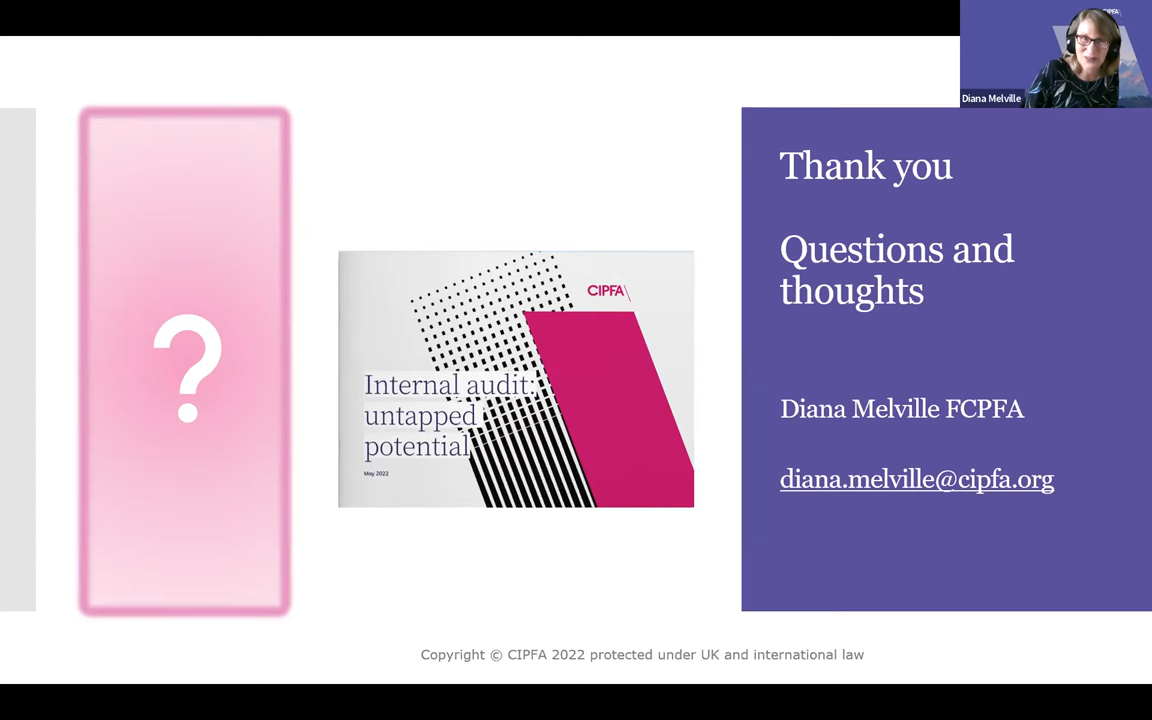 CIPFA
Diana Melville
?
CIPFA
Internal audit:
untapped
potential
May 2022
Thank you
Questions and
thoughts
Diana Melville FCPFA
diana.melville@cipfa.org
Copyright © CIPFA 2022 protected under UK and international law